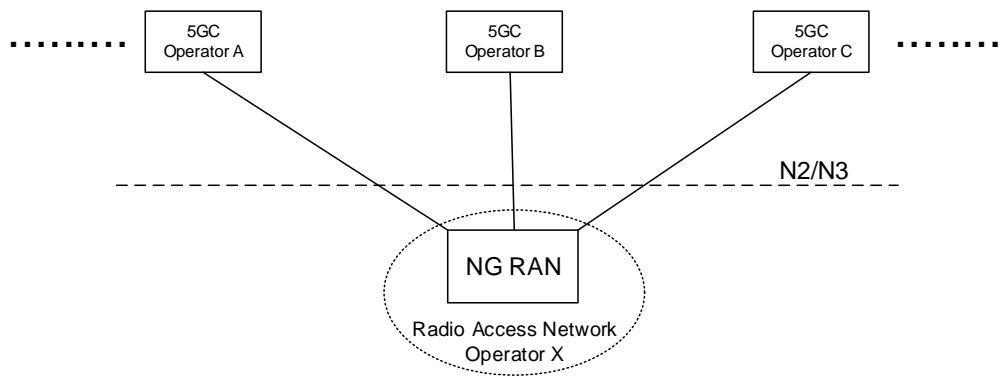 5GC
Operator A
5GC
Operator B
5GC
Operator C
N2/N3
NG RAN
Radio Access Network
Operator X